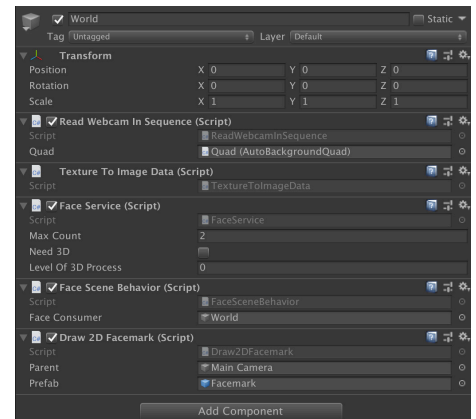 World Static
Tag Untagged Layer Default
Transform
Position X 0 Y 0 Z 0
Rotation X 0 Y 0 Z 0
Scale X 1 Y 1 Z 1
Read Webcam In Sequence (Script)
Script ReadWebcamInSequence
Quad Quad (AutoBackgroundQuad)
Texture To Image Data (Script)
Script TextureToImageData
Face Service (Script)
Script FaceService
Max Count 2
Need 3D
Level Of 3D Process 0
Face Scene Behavior (Script)
Script FaceSceneBehavior
Face Consumer World
Draw 2D Facemark (Script)
Script Draw2DFacemark
Parent Main Camera
Prefab Facemark
Add Component